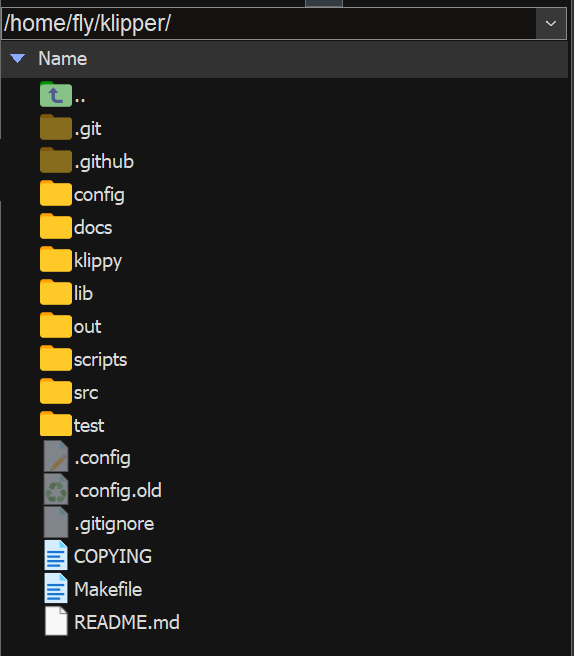 /home/fly/klipper/
Name
..
.git
.github
config
docs
klippy
lib
out
scripts
src
test
.config
.config.old
.gitignore
COPYING
Makefile
README.md